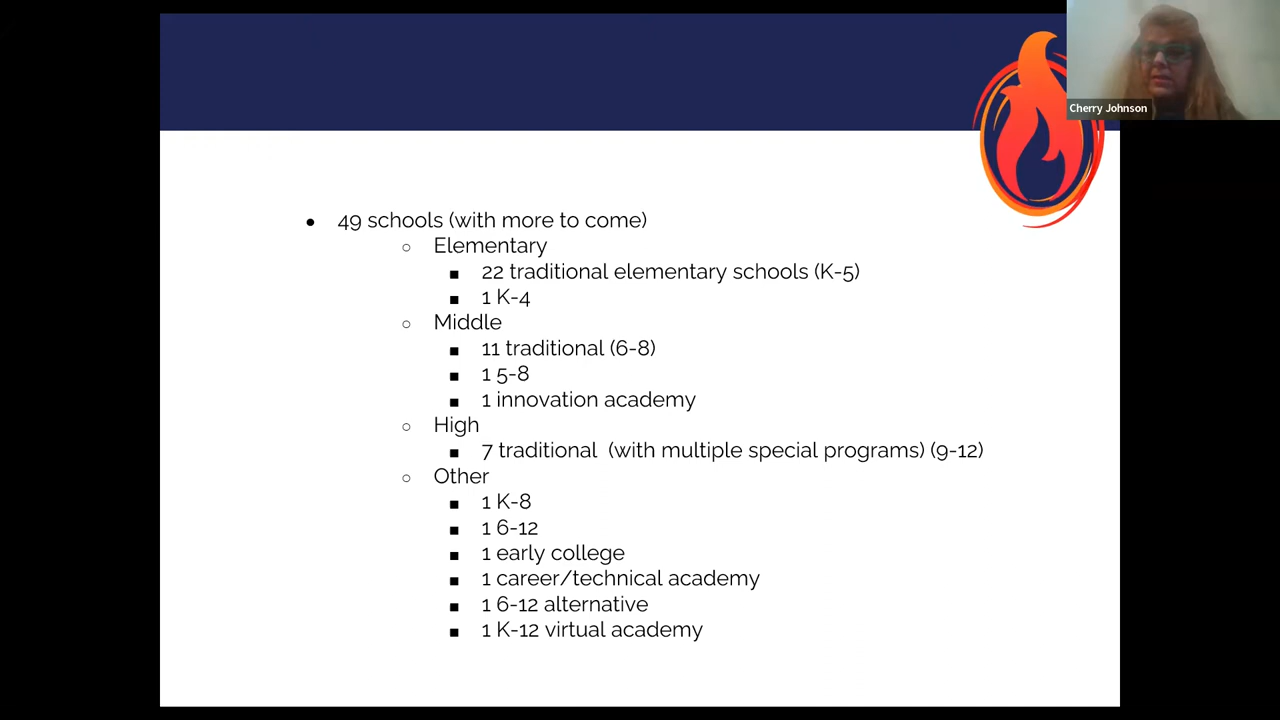 Cherry Johnson
• 49 schools (with more to come)
○ Elementary
■ 22 traditional elementary schools (K-5)
■ 1 K-4
○ Middle
■ 11 traditional (6-8)
■ 1 5-8
■ 1 innovation academy
○ High
■ 7 traditional  (with multiple special programs) (9-12)
○ Other
■ 1 K-8
■ 1 6-12
■ 1 early college
■ 1 career/technical academy
■ 1 6-12 alternative
■ 1 K-12 virtual academy